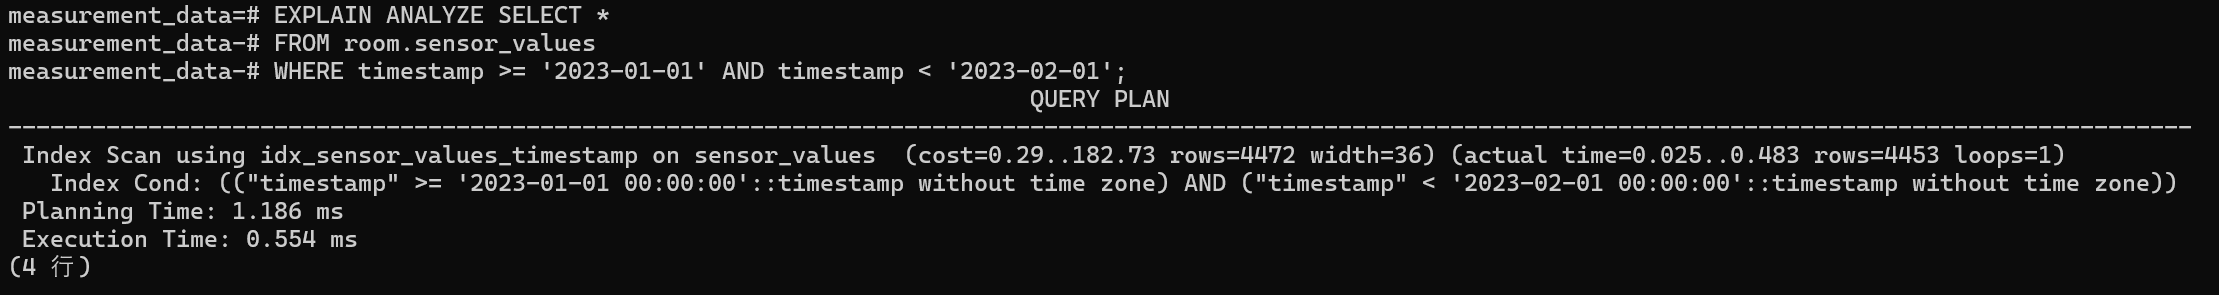 measurement_data=# EXPLAIN ANALYZE SELECT *
measurement_data-# FROM room.sensor_values
measurement_data-# WHERE timestamp >= '2023-01-01' AND timestamp < '2023-02-01';
QUERY PLAN
------------------------------------------------------------------------------------------------------------------------------------------------------------
Index Scan using idx_sensor_values_timestamp on sensor_values  (cost=0.29..182.73 rows=4472 width=36) (actual time=0.025..0.483 rows=4453 loops=1)
Index Cond: (("timestamp" >= '2023-01-01 00:00:00'::timestamp without time zone) AND ("timestamp" < '2023-02-01 00:00:00'::timestamp without time zone))
Planning Time: 1.186 ms
Execution Time: 0.554 ms
(4 行)